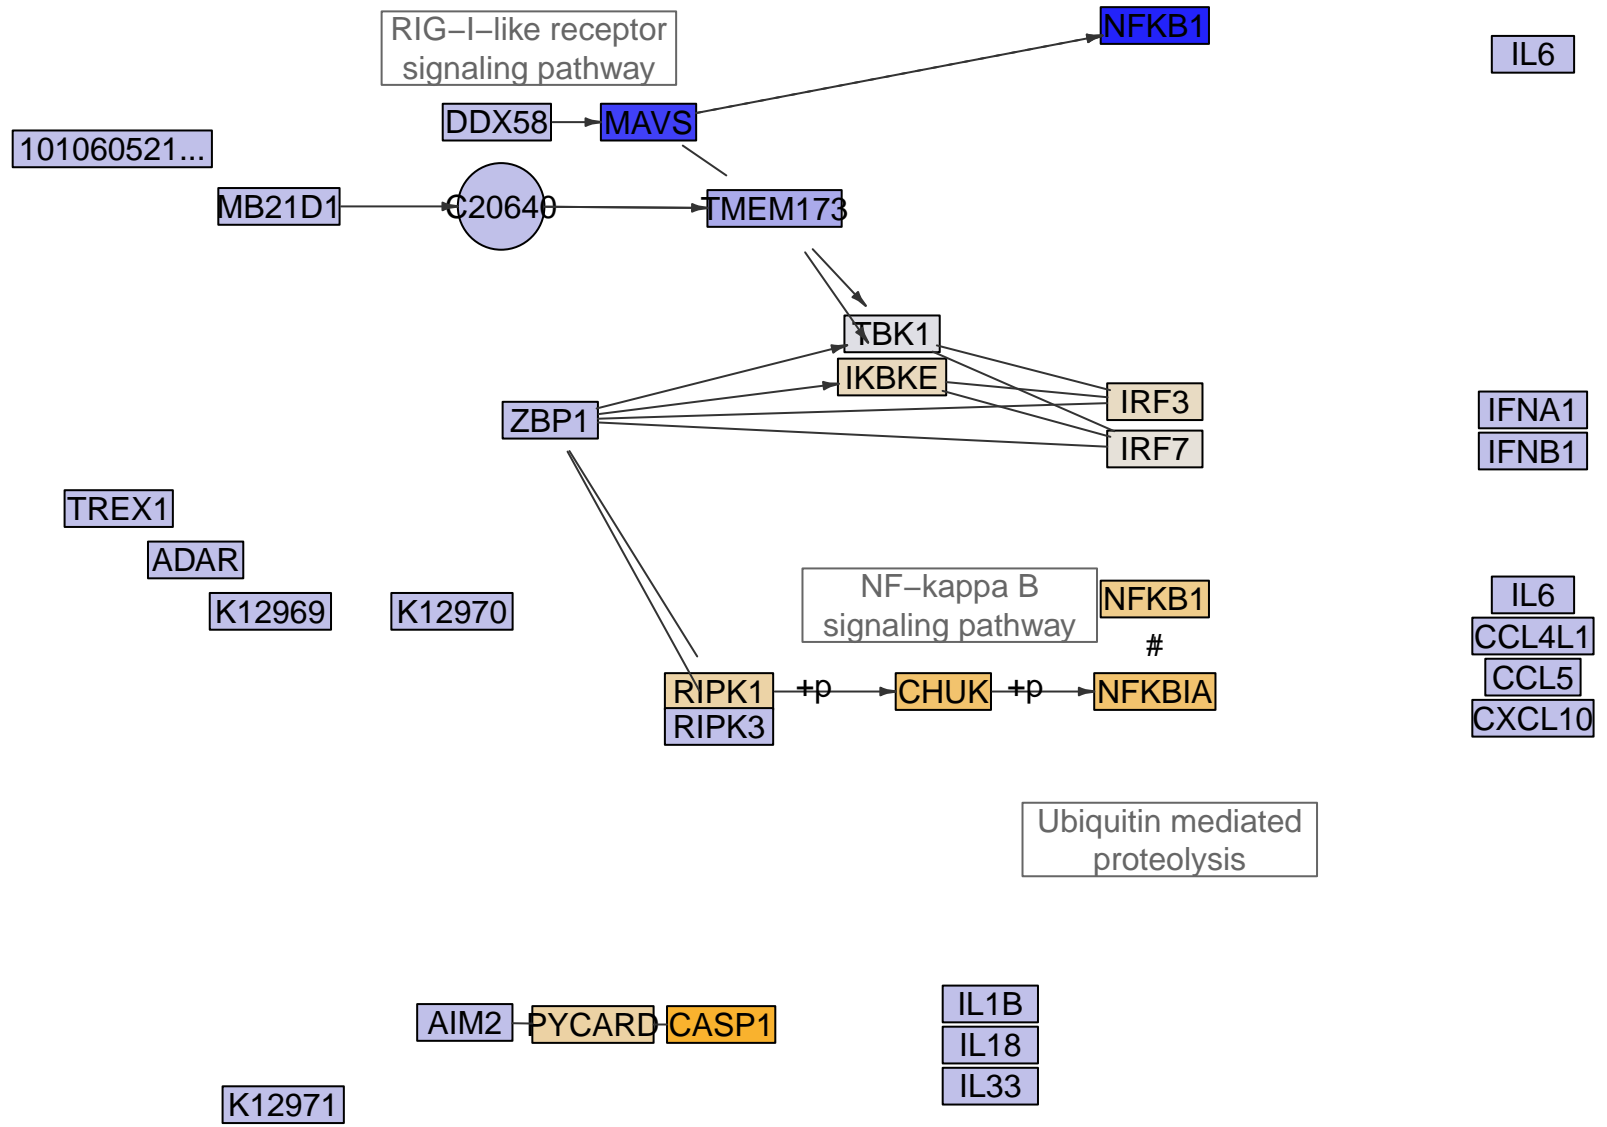 RIG−I−like receptor
signaling pathway
NFKB1
IL6
DDX58
MAVS
101060521...
MB21D1
C20640
TMEM173
TBK1
IKBKE
IRF3
IRF7
ZBP1
IFNA1
IFNB1
TREX1
ADAR
K12969
K12970
NF−kappa B
signaling pathway
NFKB1
#
IL6
CCL4L1
CCL5
CXCL10
RIPK1
+p
CHUK
+p
NFKBIA
RIPK3
Ubiquitin mediated
proteolysis
AIM2
PYCARD
CASP1
IL1B
IL18
IL33
K12971